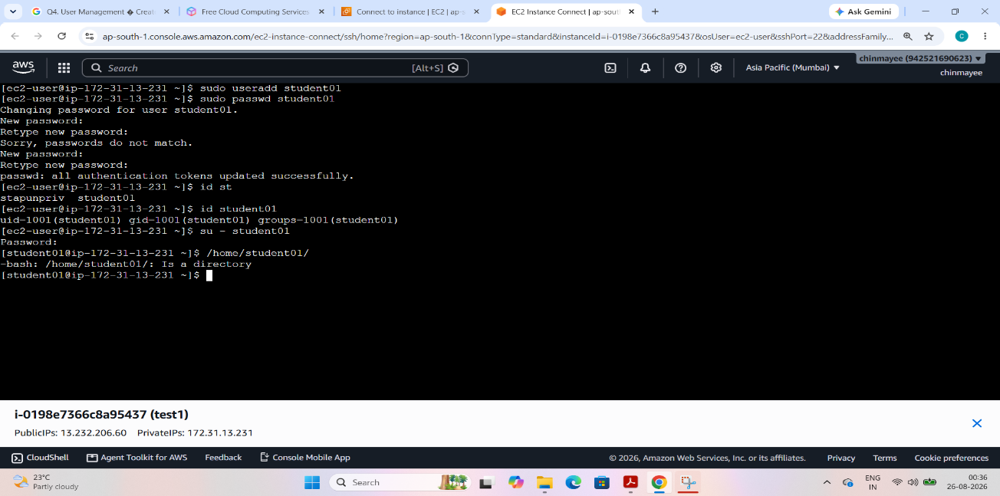 Q4. User Management � Creat
Free Cloud Computing Services
Connect to instance | EC2 | ap-s
EC2 Instance Connect | ap-sout
Ask Gemini
ap-south-1.console.aws.amazon.com/ec2-instance-connect/ssh/home?region=ap-south-1&connType=standard&instanceId=i-0198e7366c8a95437&osUser=ec2-user&sshPort=22&addressFamily...
C
aws
Search
[Alt+S]
Asia Pacific (Mumbai)
chinmayee (942521690623)
chinmayee
[ec2-user@ip-172-31-13-231 ~]$ sudo useradd student01
[ec2-user@ip-172-31-13-231 ~]$ sudo passwd student01
Changing password for user student01.
New password:
Retype new password:
Sorry, passwords do not match.
New password:
Retype new password:
passwd: all authentication tokens updated successfully.
[ec2-user@ip-172-31-13-231 ~]$ id st
stapunpriv  student01
[ec2-user@ip-172-31-13-231 ~]$ id student01
uid=1001(student01) gid=1001(student01) groups=1001(student01)
[ec2-user@ip-172-31-13-231 ~]$ su - student01
Password:
[student01@ip-172-31-13-231 ~]$ /home/student01/
-bash: /home/student01/: Is a directory
[student01@ip-172-31-13-231 ~]$
i-0198e7366c8a95437 (test1)
PublicIPs: 13.232.206.60 PrivateIPs: 172.31.13.231
CloudShell
Agent Toolkit for AWS
Feedback
Console Mobile App
© 2026, Amazon Web Services, Inc. or its affiliates.
Privacy
Terms
Cookie preferences
23°C
Partly cloudy
Search
ENG
IN
00:36
26-08-2026